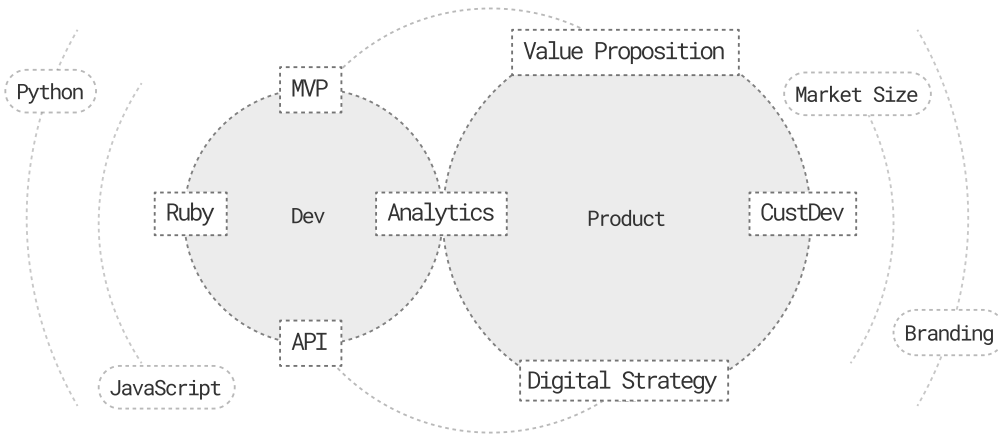 Value Proposition
MVP
Python
Market Size
Ruby
Dev
Analytics
Product
CustDev
API
Branding
JavaScript
Digital Strategy